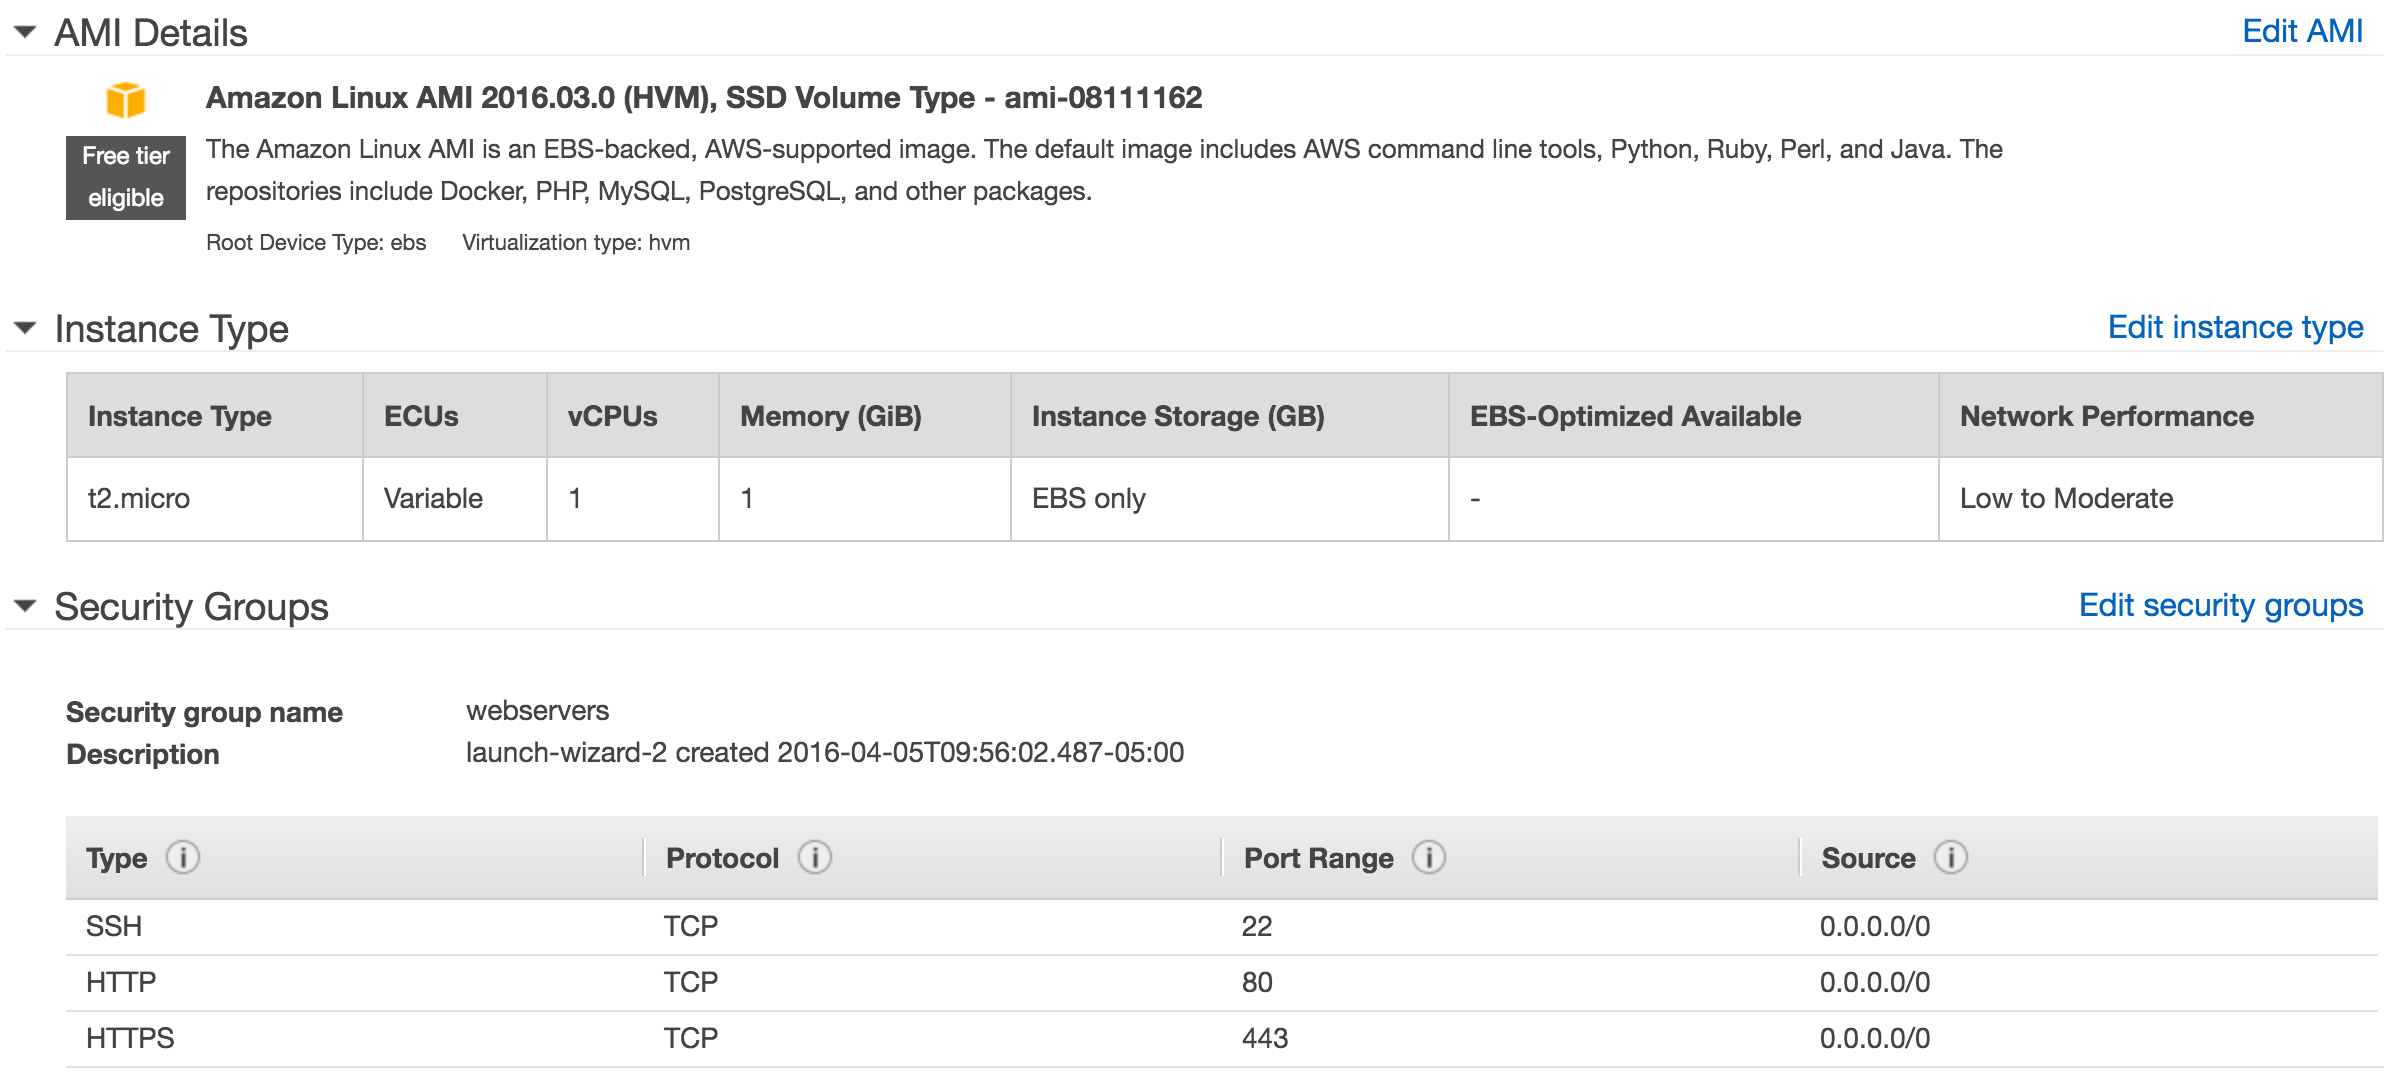 AMI Details Edit AMI
Amazon Linux AMI 2016.03.0 (HVM), SSD Volume Type - ami-08111162
Free tier
eligible
The Amazon Linux AMI is an EBS-backed, AWS-supported image. The default image includes AWS command line tools, Python, Ruby, Perl, and Java. The
repositories include Docker, PHP, MySQL, PostgreSQL, and other packages.
Root Device Type: ebs Virtualization type: hvm
Instance Type Edit instance type
Instance Type ECUs vCPUs Memory (GiB) Instance Storage (GB) EBS-Optimized Available Network Performance
t2.micro Variable 1 1 EBS only - Low to Moderate
Security Groups Edit security groups
Security group name webservers
Description launch-wizard-2 created 2016-04-05T09:56:02.487-05:00
Type i Protocol i Port Range i Source i
SSH TCP 22 0.0.0.0/0
HTTP TCP 80 0.0.0.0/0
HTTPS TCP 443 0.0.0.0/0